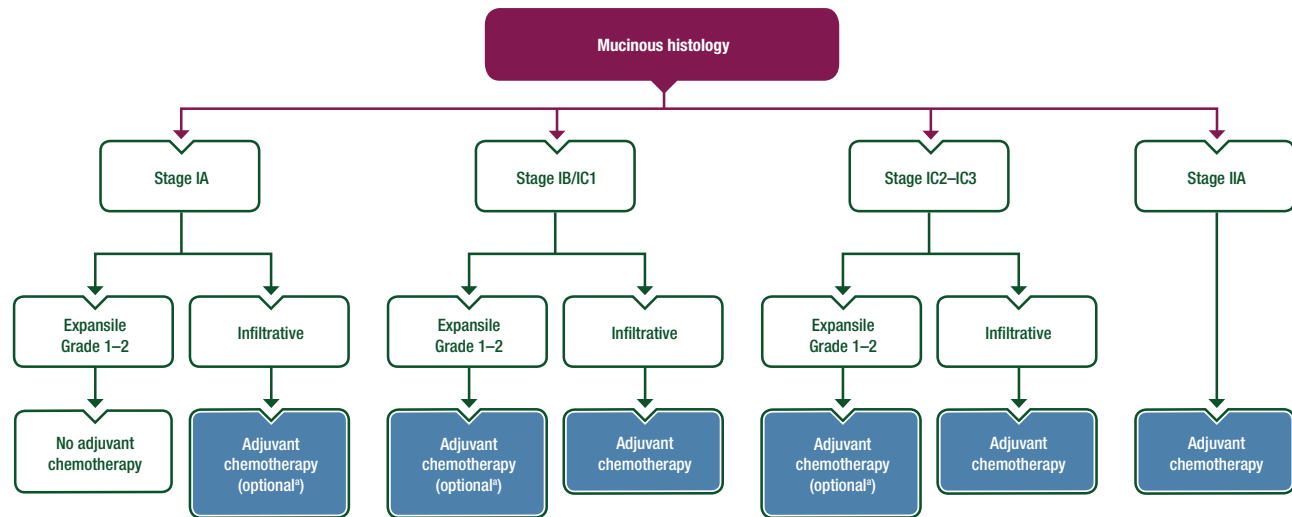 Mucinous histology
Stage IA
Stage IB/IC1
Stage IC2–IC3
Stage IIA
Expansile
Grade 1–2
Infiltrative
Expansile
Grade 1–2
Infiltrative
Expansile
Grade 1–2
Infiltrative
No adjuvant
chemotherapy
Adjuvant
chemotherapy
(optionalª)
Adjuvant
chemotherapy
(optionalª)
Adjuvant
chemotherapy
Adjuvant
chemotherapy
(optionalª)
Adjuvant
chemotherapy
Adjuvant
chemotherapy